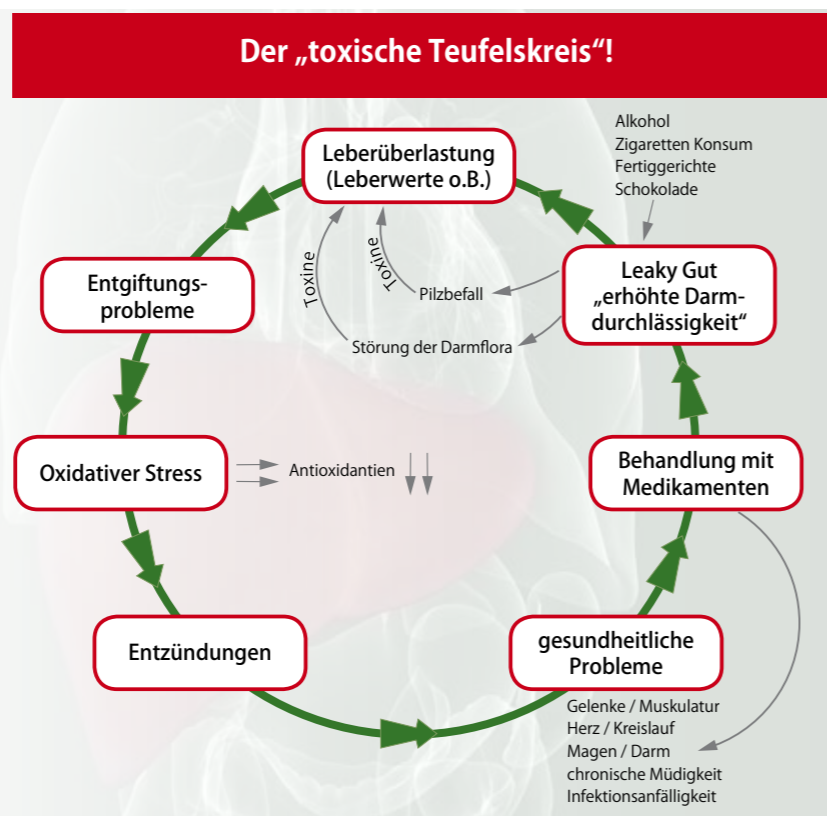 Der „toxische Teufelskreis“!
Alkohol
Zigaretten Konsum
Fertiggerichte
Schokolade
Leberüberlastung
(Leberwerte o.B.)
Leaky Gut
„erhöhte Darm-
durchlässigkeit“
Entgiftungs-
probleme
Toxine
Toxine
Pilzbefall
Störung der Darmflora
Oxidativer Stress
Antioxidantien
Behandlung mit
Medikamenten
Entzündungen
gesundheitliche
Probleme
Gelenke / Muskulatur
Herz / Kreislauf
Magen / Darm
chronische Müdigkeit
Infektionsanfälligkeit